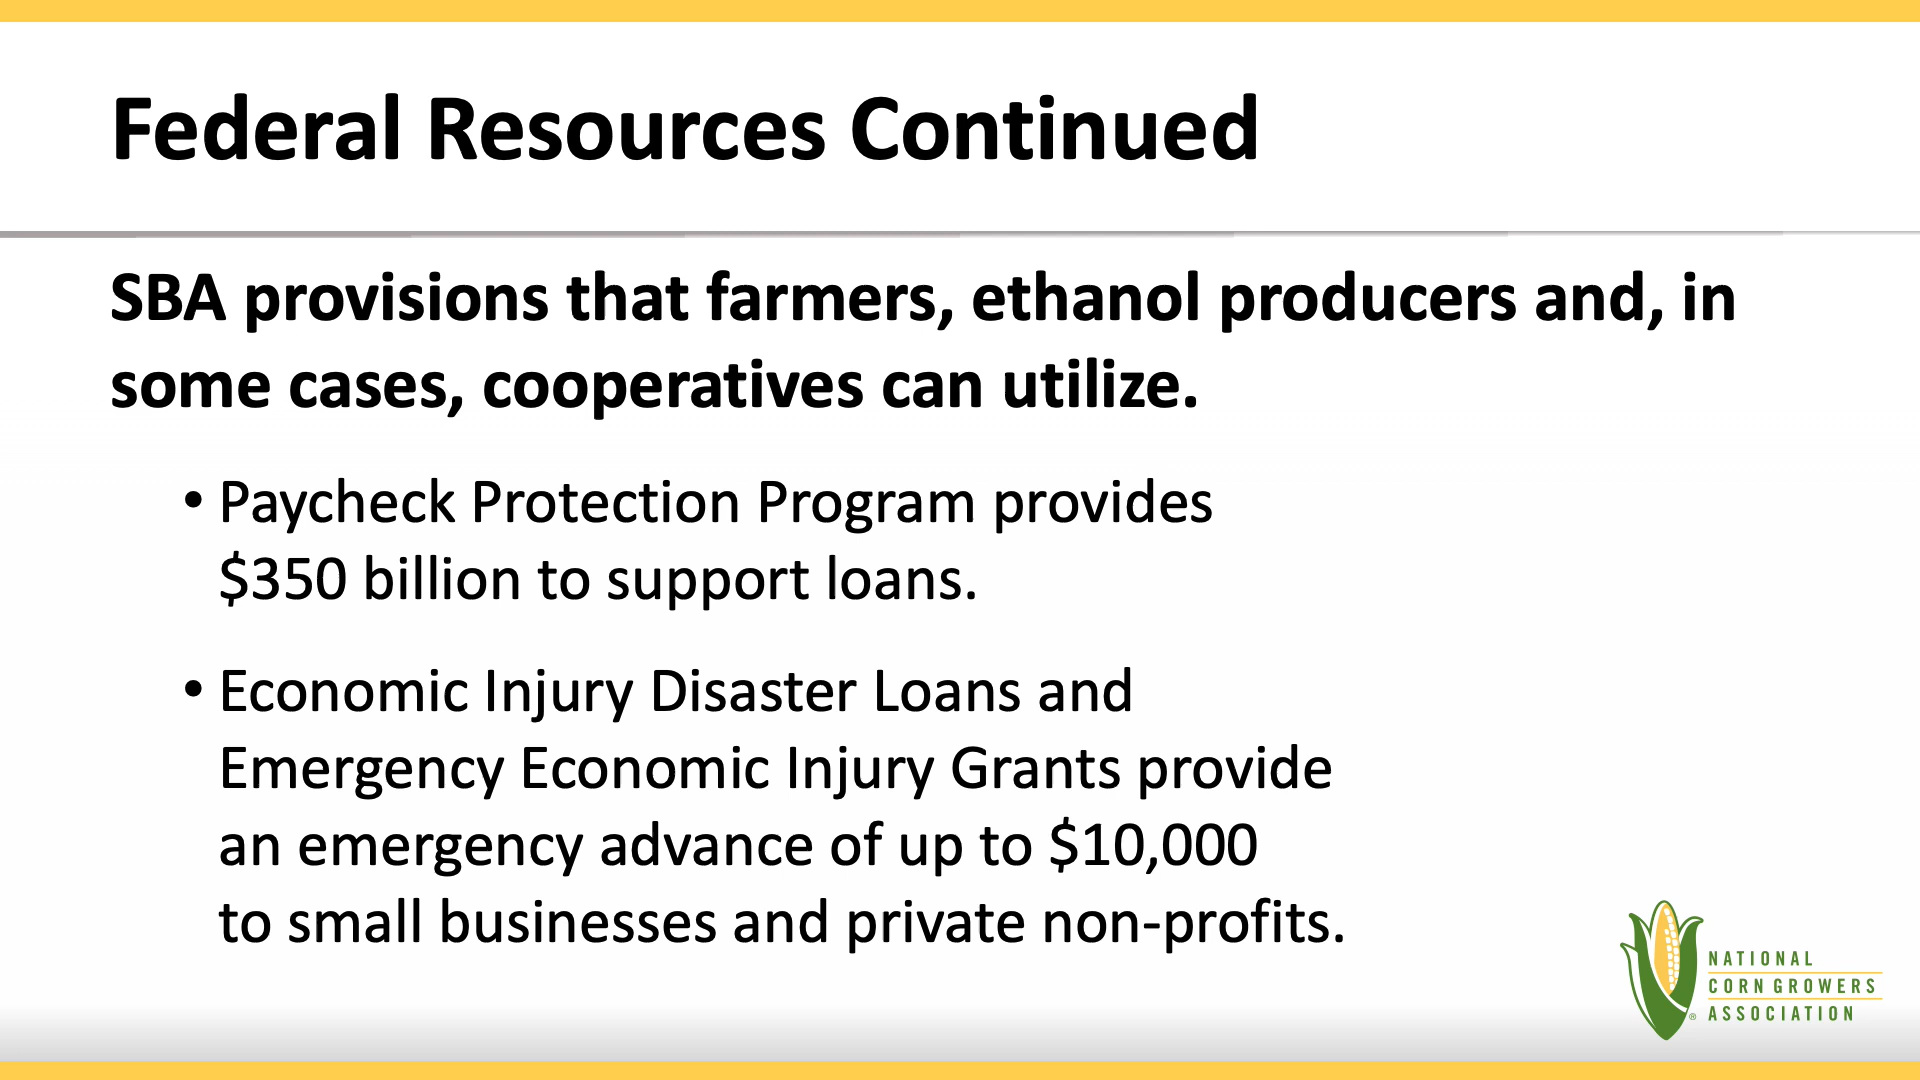 Federal Resources Continued
SBA provisions that farmers, ethanol producers and, in
some cases, cooperatives can utilize.
• Paycheck Protection Program provides
$350 billion to support loans.
• Economic Injury Disaster Loans and
Emergency Economic Injury Grants provide
an emergency advance of up to $10,000
to small businesses and private non-profits.
NATIONAL
CORN GROWERS
® ASSOCIATION